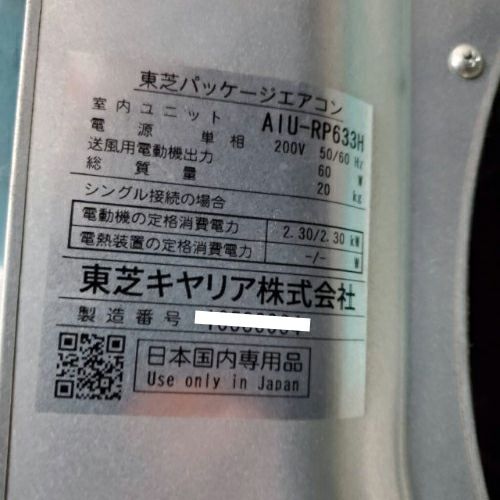 東芝パッケージエアコン
室内ユニット AIU-RP633H
電源 単相 200V 50/60 Hz
送風用電動機出力 60 W
総質量 20 kg
シングル接続の場合
電動機の定格消費電力 2.30/2.30 kW
電熱装置の定格消費電力 -/- W
東芝キヤリア株式会社
製造番号
日本国内専用品
Use only in Japan